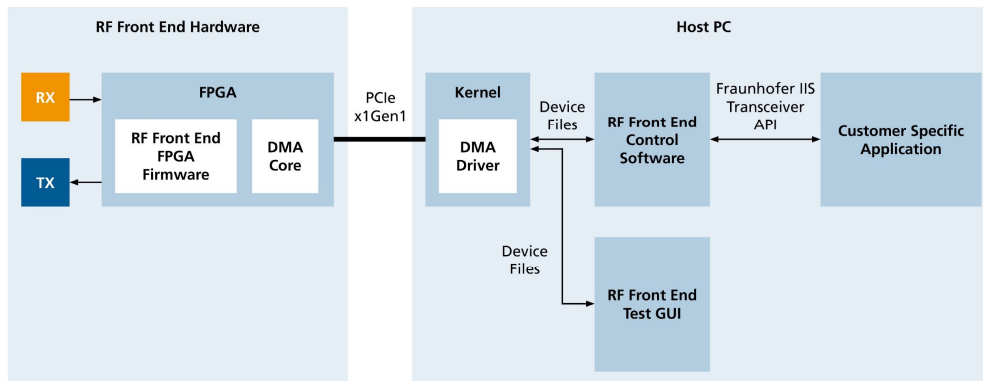 RF Front End Hardware
Host PC
RX
TX
FPGA
RF Front End
FPGA
Firmware
DMA
Core
PCIe
x1Gen1
Kernel
DMA
Driver
Device
Files
RF Front End
Control
Software
Fraunhofer IIS
Transceiver
API
Customer Specific
Application
Device
Files
RF Front End
Test GUI